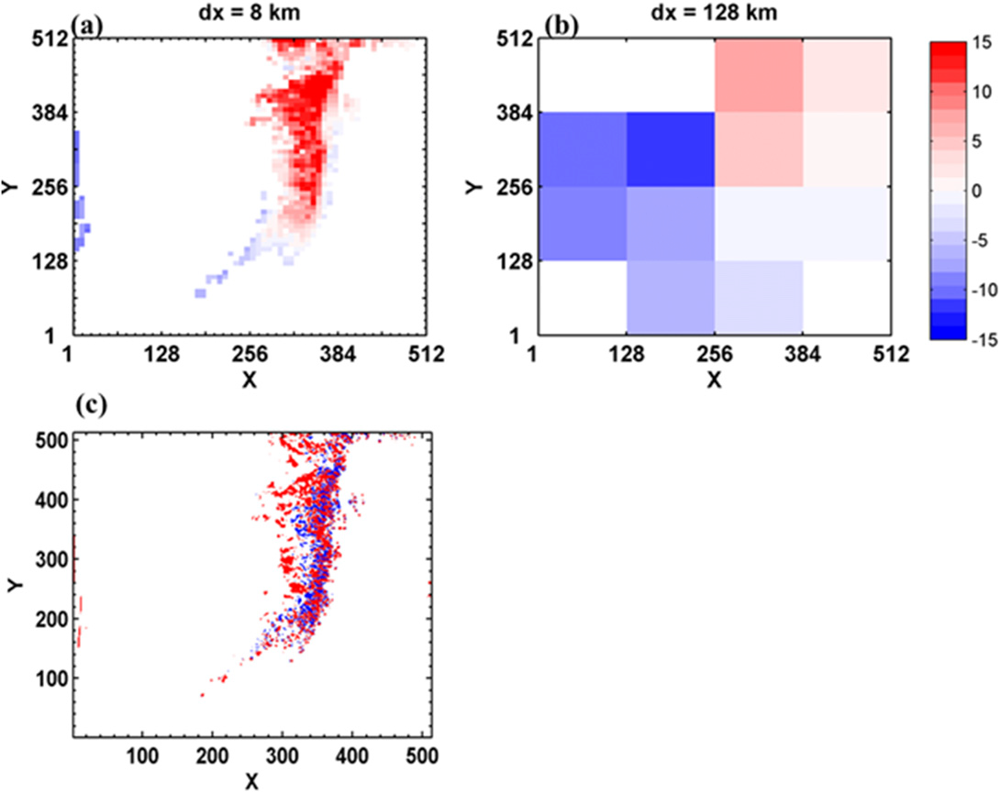 (a) dx = 8 km
(b) dx = 128 km
512
384
256
128
1
Y
1 128 256 384 512
X
512
384
256
128
1
Y
1 128 256 384 512
X
15
10
5
0
-5
-10
-15
(c)
500
400
300
200
100
Y
100 200 300 400 500
X